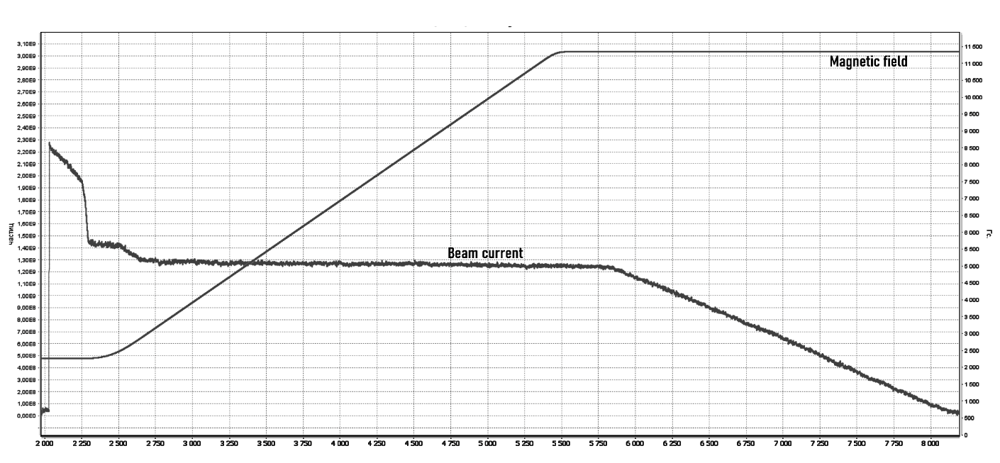 3,10E9
3,00E9
2,90E9
2,80E9
2,70E9
2,60E9
2,50E9
2,40E9
2,30E9
2,20E9
2,10E9
2,00E9
1,90E9
1,80E9
1,70E9
1,60E9
1,50E9
1,40E9
1,30E9
1,20E9
1,10E9
1,00E9
9,00E8
8,00E8
7,00E8
6,00E8
5,00E8
4,00E8
3,00E8
2,00E8
1,00E8
0,00E0
частиц
Magnetic field
Beam current
11 500
11 000
10 500
10 000
9 500
9 000
8 500
8 000
7 500
7 000
6 500
6 000
5 500
5 000
4 500
4 000
3 500
3 000
2 500
2 000
1 500
1 000
500
0
Гс.
2 000 2 250 2 500 2 750 3 000 3 250 3 500 3 750 4 000 4 250 4 500 4 750 5 000 5 250 5 500 5 750 6 000 6 250 6 500 6 750 7 000 7 250 7 500 7 750 8 000